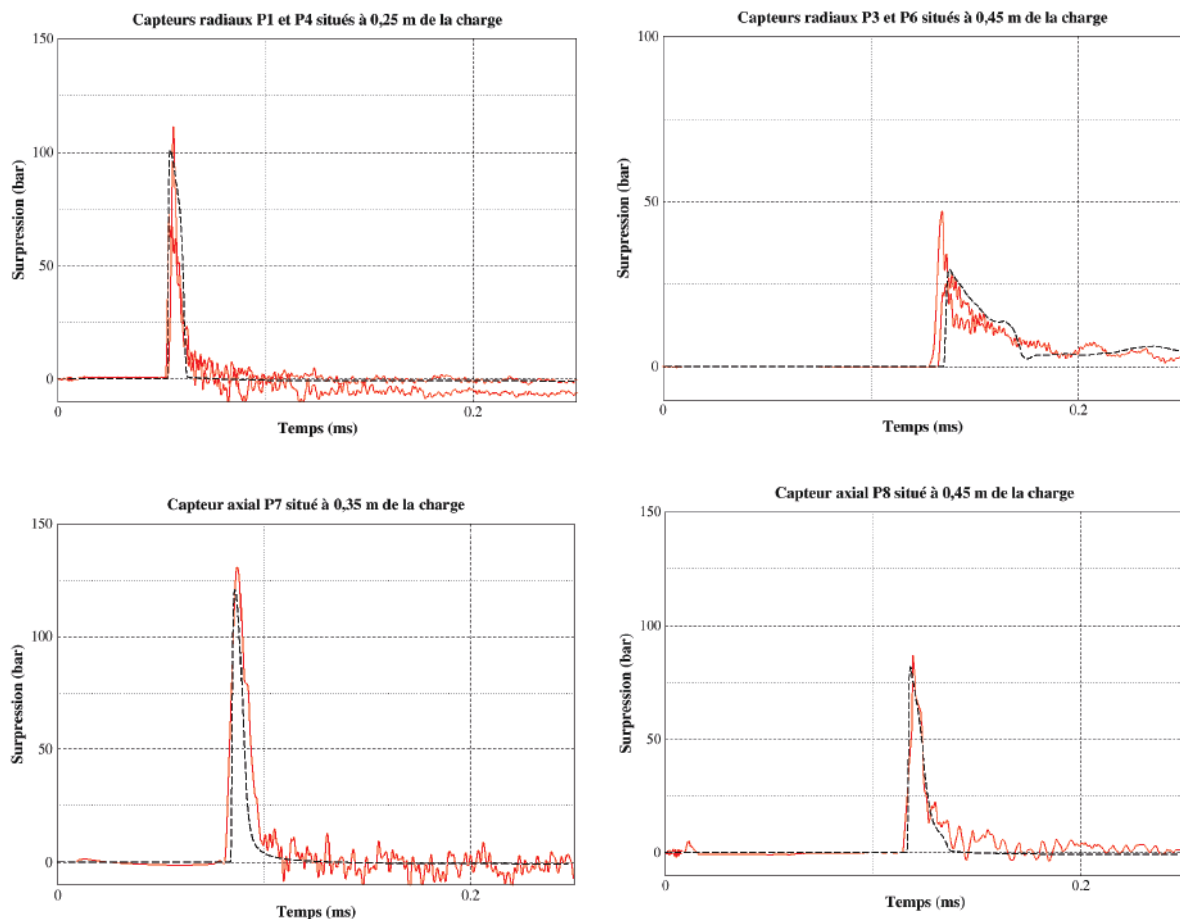 Capteurs radiaux P1 et P4 situés à 0,25 m de la charge
150
100
50
0
Surpression (bar)
0
0.2
Temps (ms)
Capteurs radiaux P3 et P6 situés à 0,45 m de la charge
100
50
0
Surpression (bar)
0
0.2
Temps (ms)
Capteur axial P7 situé à 0,35 m de la charge
150
100
50
0
Surpression (bar)
0
0.2
Temps (ms)
Capteur axial P8 situé à 0,45 m de la charge
150
100
50
0
Surpression (bar)
0
0.2
Temps (ms)